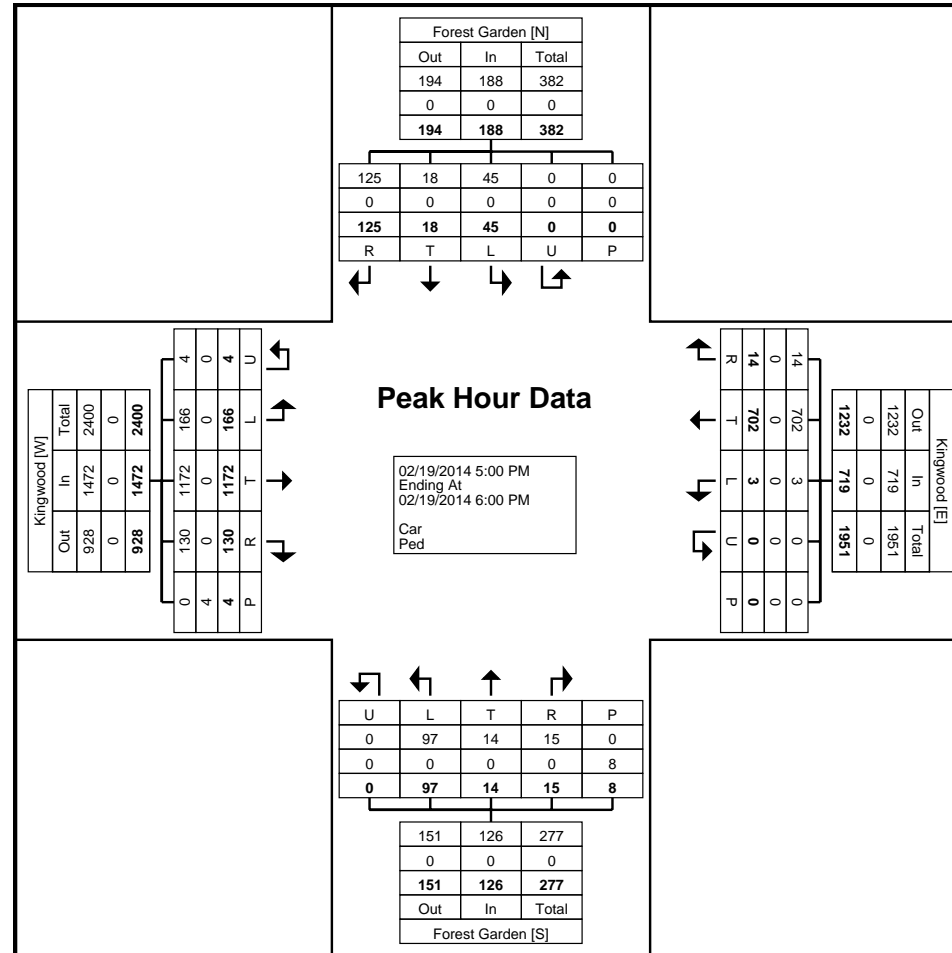 Forest Garden [N]
Out In Total
194 188 382
0 0 0
194 188 382
125 18 45 0 0
0 0 0 0 0
125 18 45 0 0
R T L U P
Kingwood [W]
Total In Out
2400 1472 928
0 0 0
2400 1472 928
4 166 1172 130 0
0 0 0 0 4
4 166 1172 130 4
U L T R P
Peak Hour Data
02/19/2014 5:00 PM
Ending At
02/19/2014 6:00 PM
Car
Ped
Kingwood [E]
Out In Total
1232 719 1951
0 0 0
1232 719 1951
14 702 3 0 0
0 0 0 0 0
14 702 3 0 0
R T L U P
U L T R P
0 97 14 15 0
0 0 0 0 8
0 97 14 15 8
151 126 277
0 0 0
151 126 277
Out In Total
Forest Garden [S]